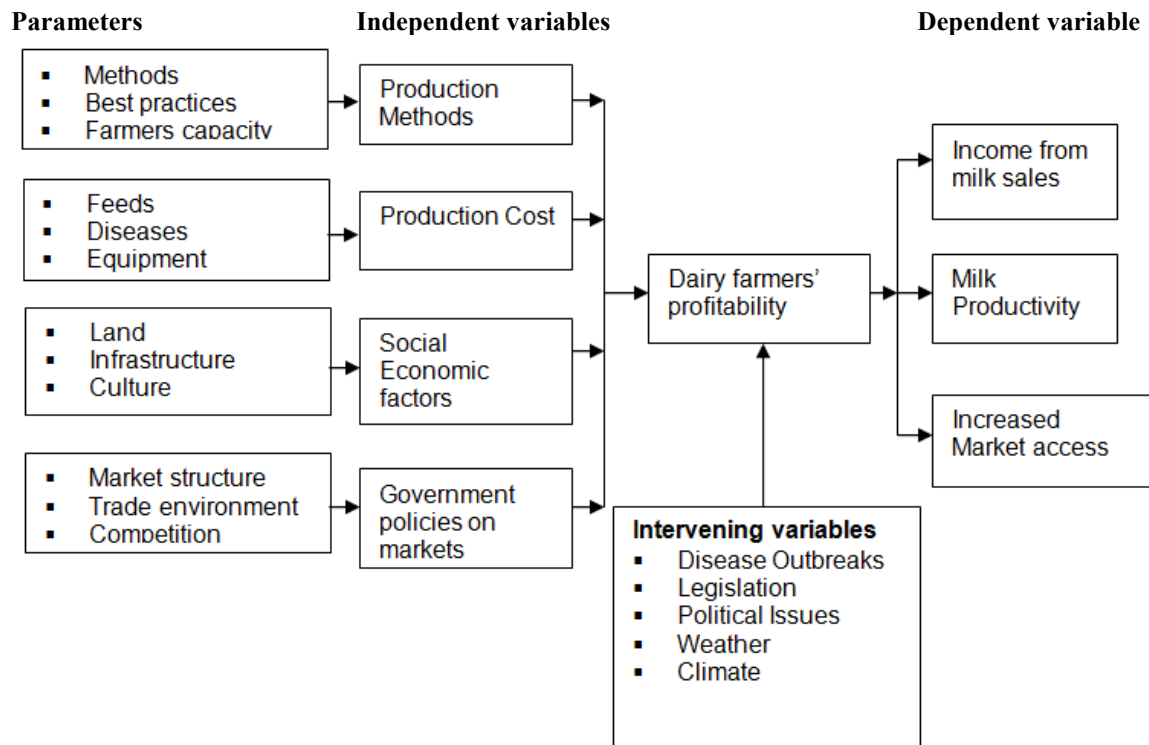 Parameters
Independent variables
Dependent variable
▪ Methods
▪ Best practices
▪ Farmers capacity
Production
Methods
▪ Feeds
▪ Diseases
▪ Equipment
Production Cost
▪ Land
▪ Infrastructure
▪ Culture
Social
Economic
factors
▪ Market structure
▪ Trade environment
▪ Competition
Government
policies on
markets
Dairy farmers’
profitability
Intervening variables
▪ Disease Outbreaks
▪ Legislation
▪ Political Issues
▪ Weather
▪ Climate
Income from
milk sales
Milk
Productivity
Increased
Market access